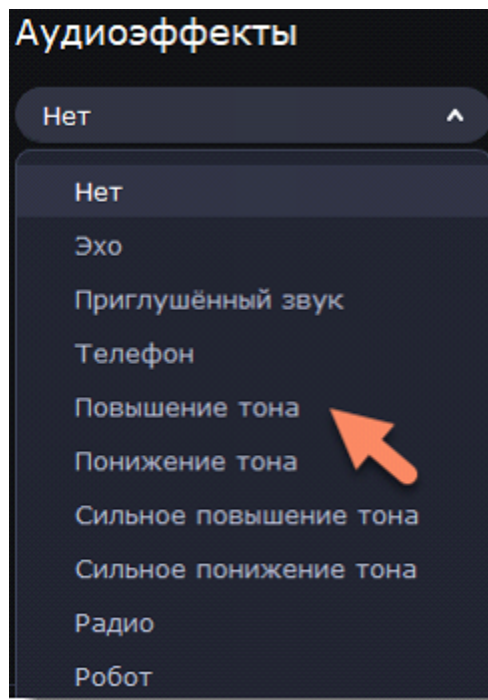 Аудиоэффекты
Нет
Нет
Эхо
Приглушённый звук
Телефон
Повышение тона
Понижение тона
Сильное повышение тона
Сильное понижение тона
Радио
Робот